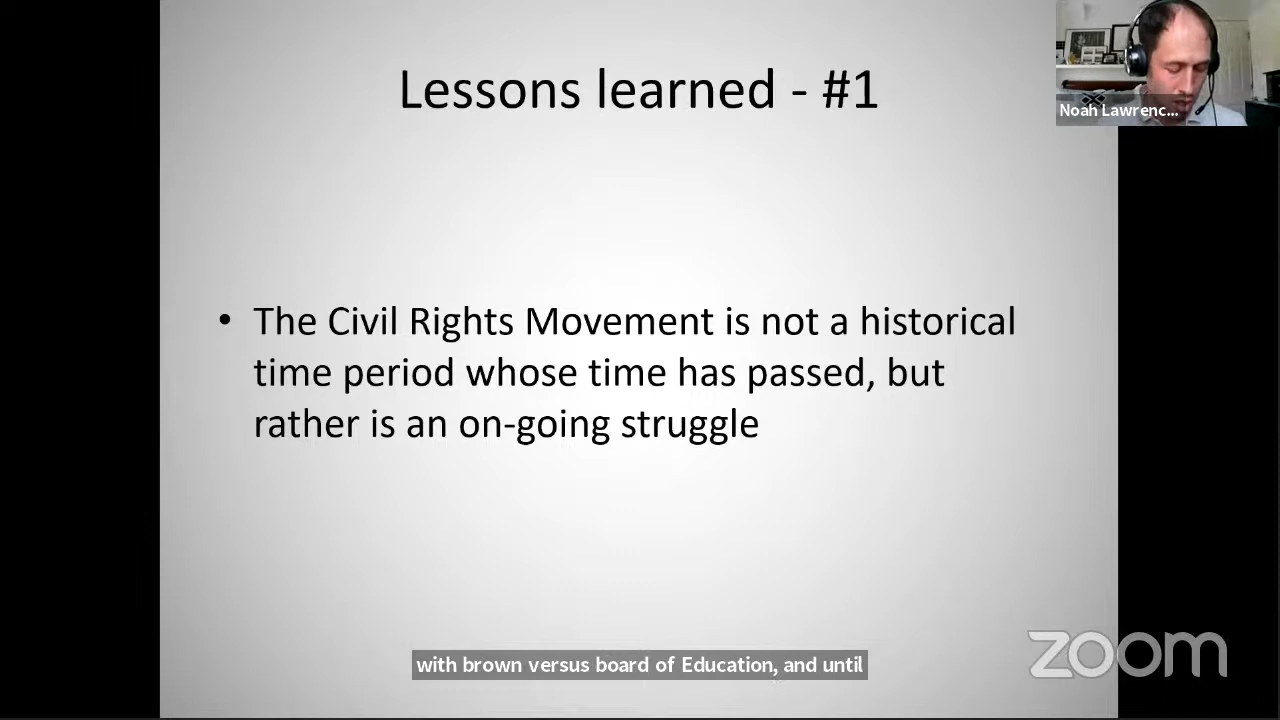 Lessons learned - #1
Noah Lawrenc...
• The Civil Rights Movement is not a historical
time period whose time has passed, but
rather is an on-going struggle
with brown versus board of Education, and until
zoom